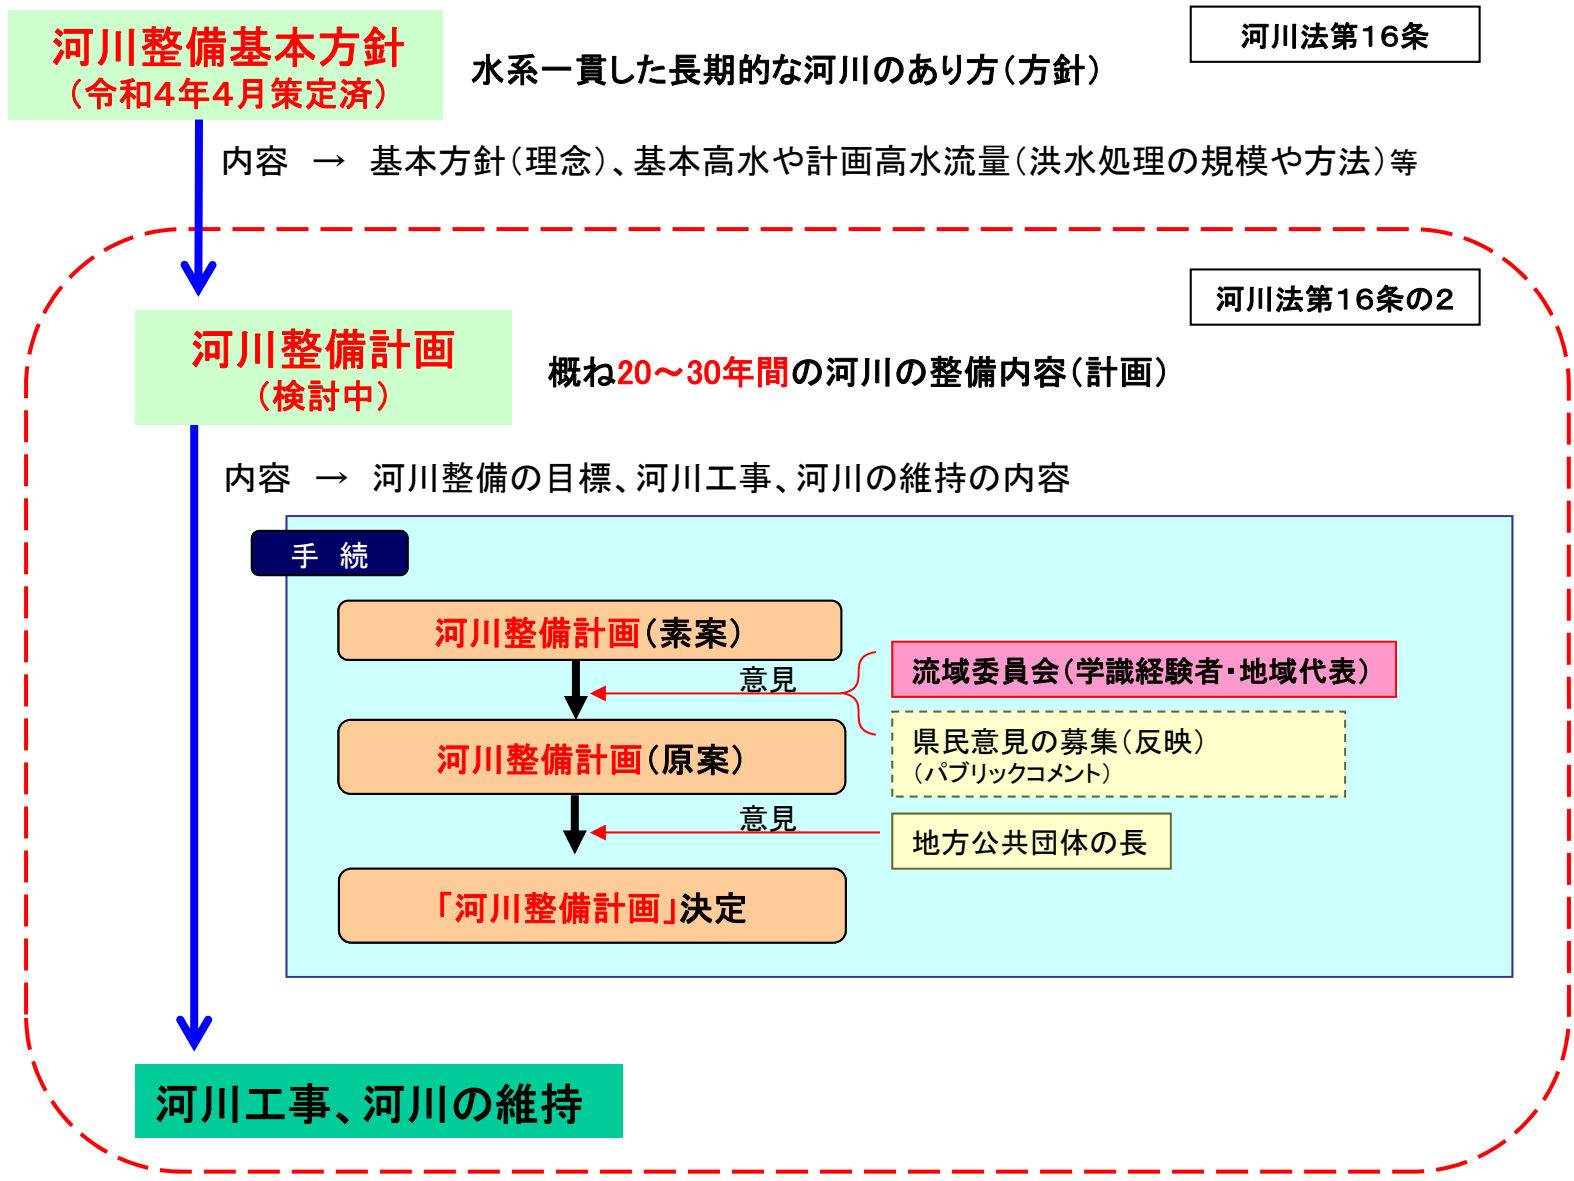 河川整備基本方針
（令和４年４月策定済）
水系一貫した長期的な河川のあり方（方針）
河川法第１６条
内容　→　基本方針（理念）、基本高水や計画高水流量（洪水処理の規模や方法）等
河川法第１６条の２
河川整備計画
（検討中）
概ね20～30年間の河川の整備内容（計画）
内容　→　河川整備の目標、河川工事、河川の維持の内容
手　続
河川整備計画（素案）
意見
流域委員会（学識経験者・地域代表）
河川整備計画（原案）
県民意見の募集（反映）
（パブリックコメント）
意見
地方公共団体の長
「河川整備計画」決定
河川工事、河川の維持